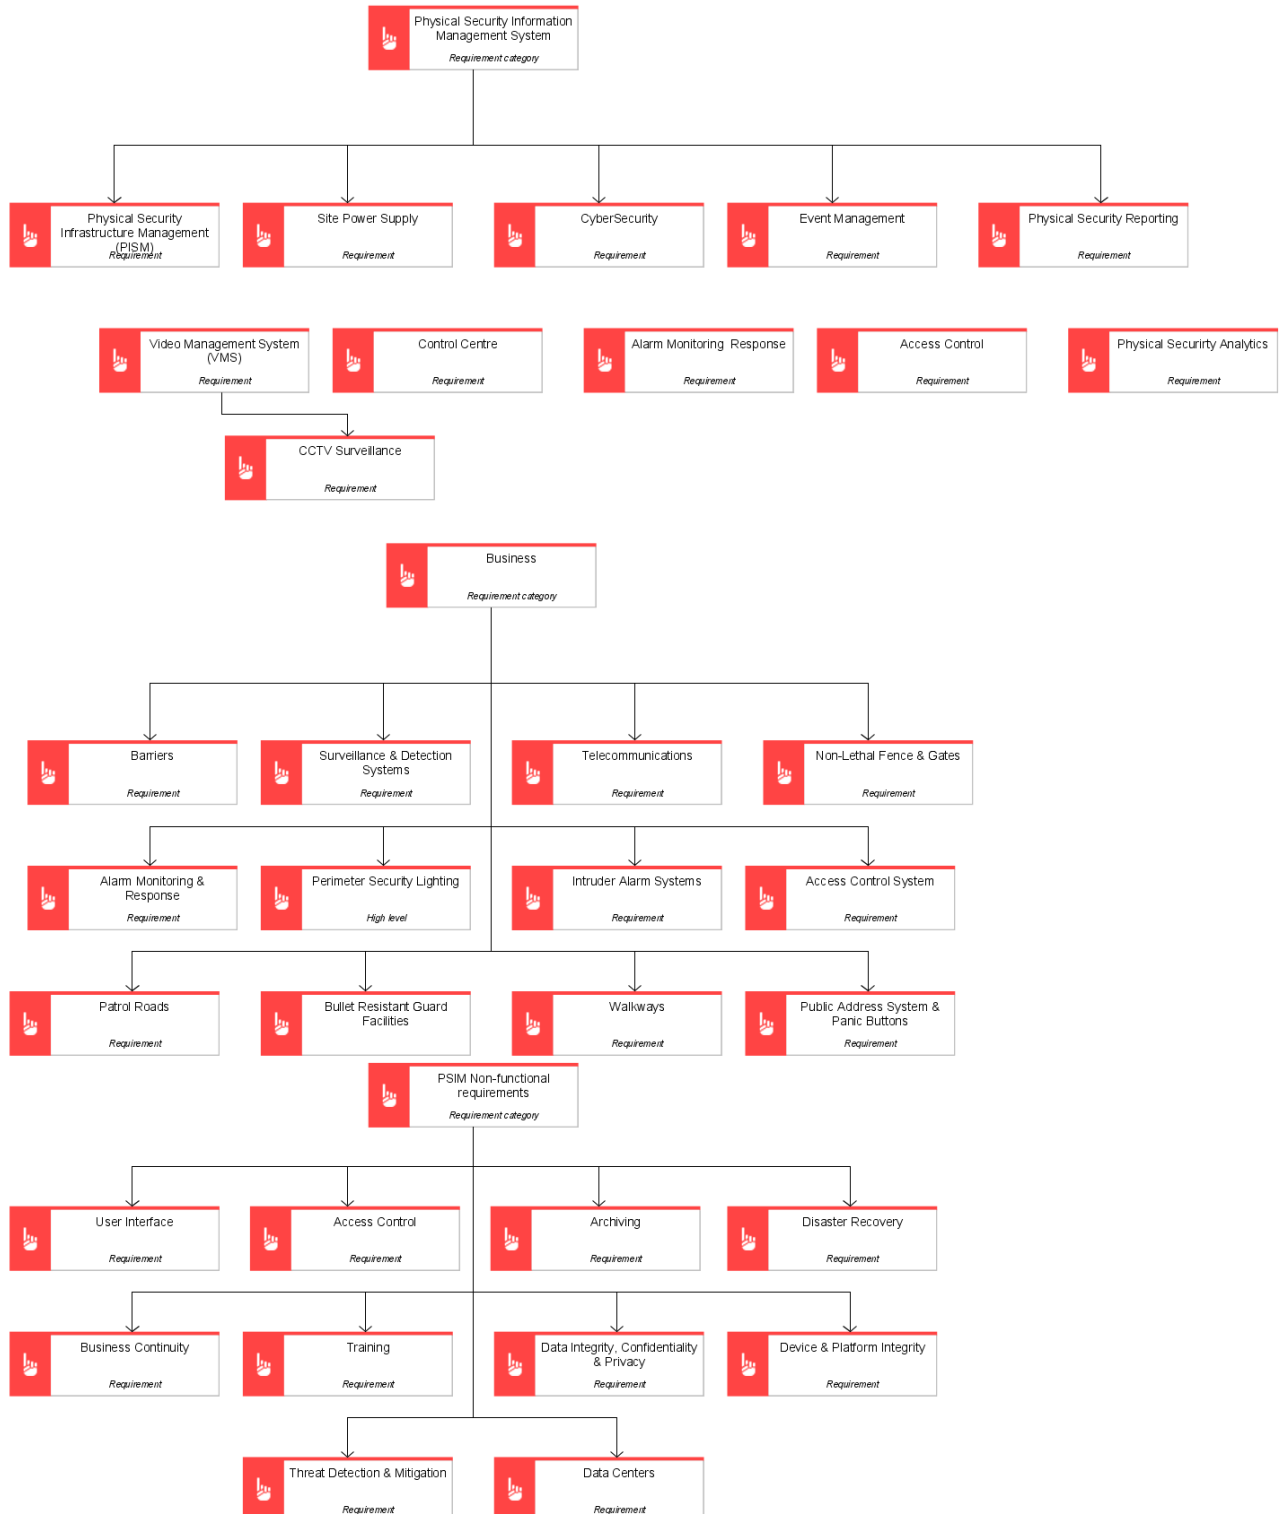 Physical Security Information
Management System
Requirement category
Physical Security
Infrastructure Management
(PISM)
Requirement
Site Power Supply
Requirement
CyberSecurity
Requirement
Event Management
Requirement
Physical Security Reporting
Requirement
Video Management System
(VMS)
Requirement
Control Centre
Requirement
Alarm Monitoring  Response
Requirement
Access Control
Requirement
Physical Securirty Analytics
Requirement
CCTV Surveillance
Requirement
Business
Requirement category
Barriers
Requirement
Surveillance & Detection
Systems
Requirement
Telecommunications
Requirement
Non-Lethal Fence & Gates
Requirement
Alarm Monitoring &
Response
Requirement
Perimeter Security Lighting
High level
Intruder Alarm Systems
Requirement
Access Control System
Requirement
Patrol Roads
Requirement
Bullet Resistant Guard
Facilities
Requirement
Walkways
Requirement
Public Address System &
Panic Buttons
Requirement
PSIM Non-functional
requirements
Requirement category
User Interface
Requirement
Access Control
Requirement
Archiving
Requirement
Disaster Recovery
Requirement
Business Continuity
Requirement
Training
Requirement
Data Integrity, Confidentiality
& Privacy
Requirement
Device & Platform Integrity
Requirement
Threat Detection & Mitigation
Requirement
Data Centers
Requirement